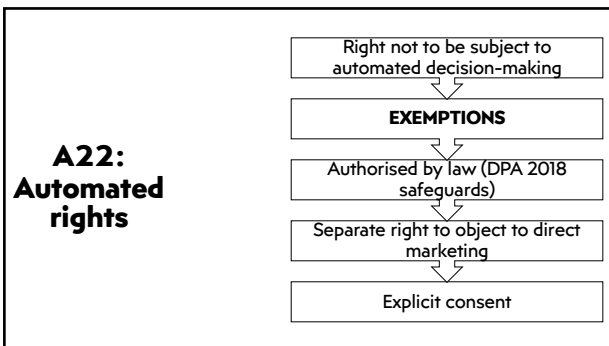 A22:
Automated
rights
Right not to be subject to
automated decision-making
EXEMPTIONS
Authorised by law (DPA 2018
safeguards)
Separate right to object to direct
marketing
Explicit consent